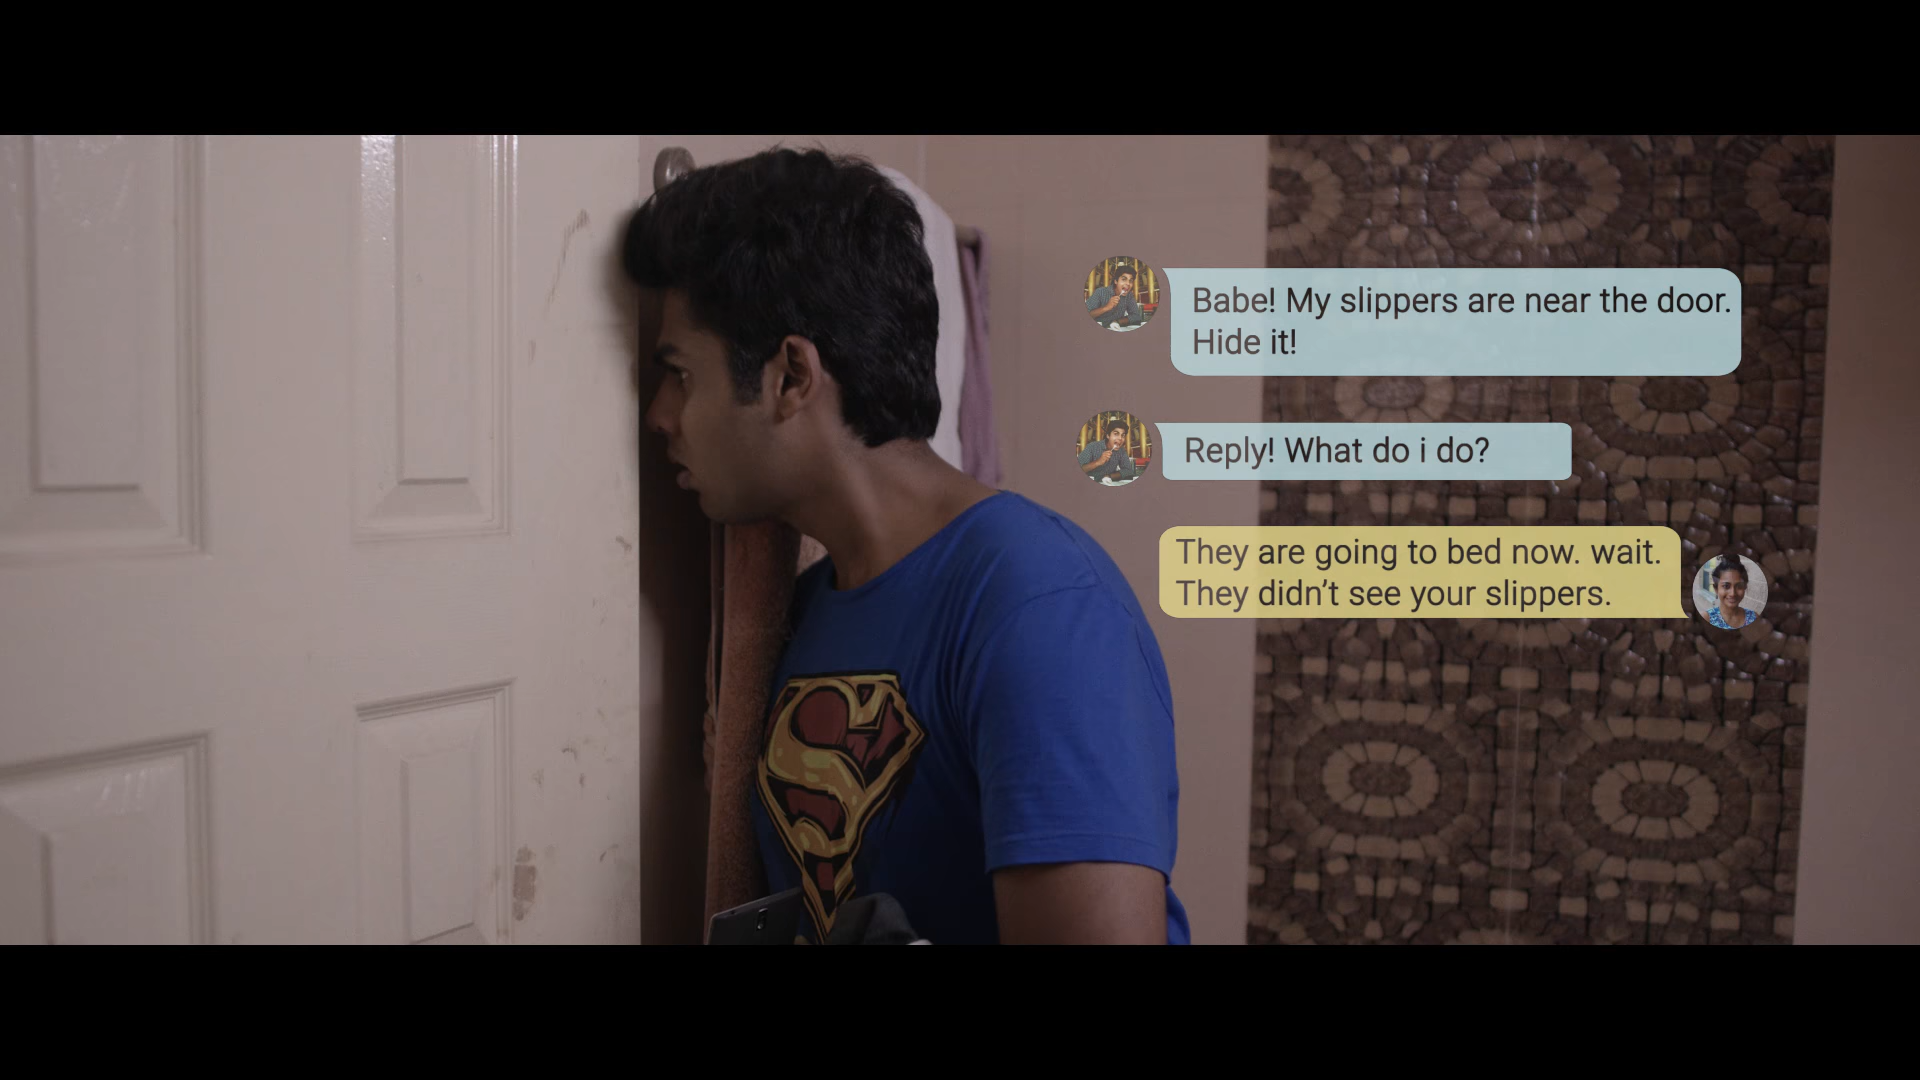 Babe! My slippers are near the door.
Hide it!
Reply! What do i do?
They are going to bed now. wait.
They didn't see your slippers.